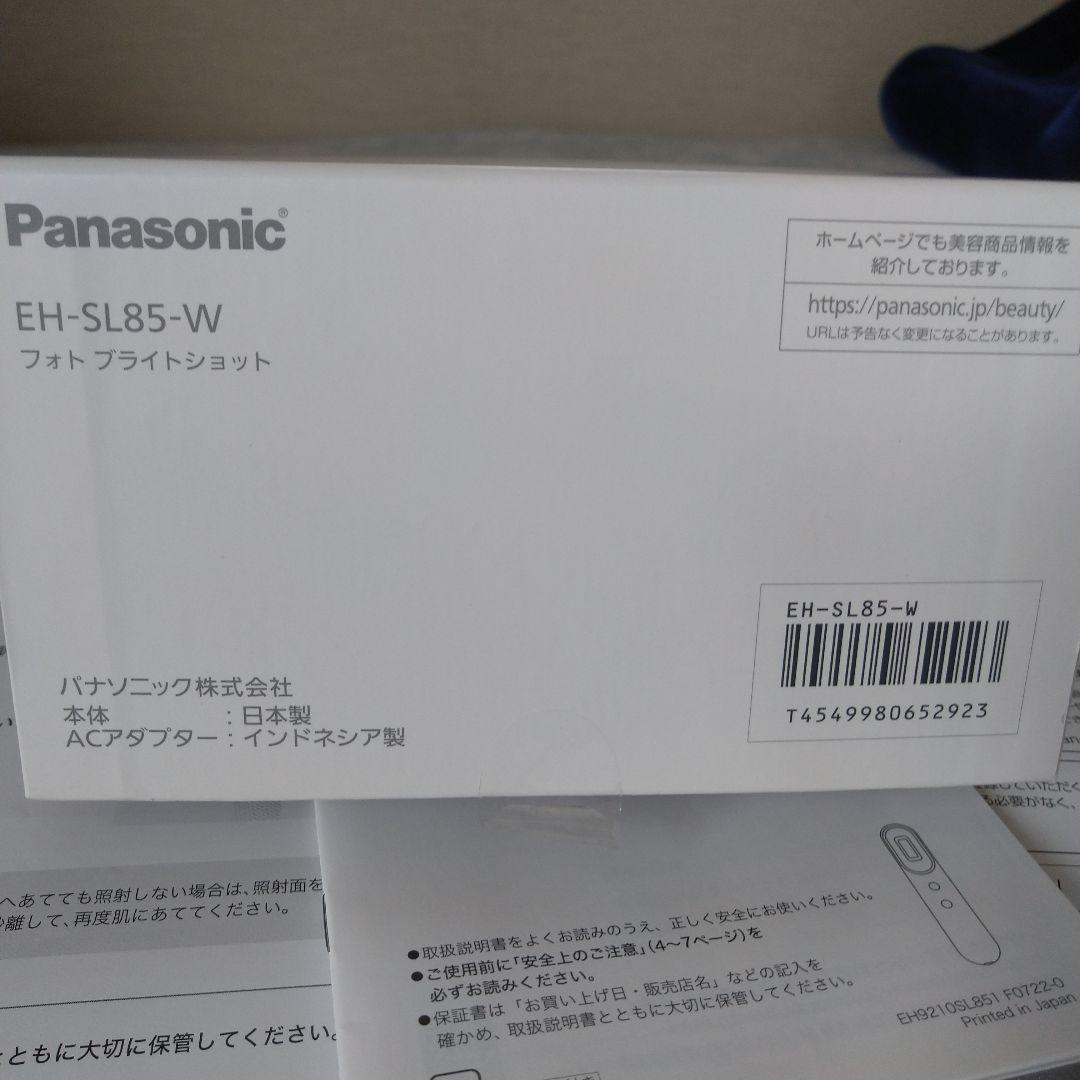 Panasonic®
EH-SL85-W
フォト ブライトショット
ホームページでも美容商品情報を
紹介しております。
https://panasonic.jp/beauty/
URLは予告なく変更になることがあります。
EH-SL85-W
T4549980652923
パナソニック株式会社
本体 : 日本製
ACアダプター : インドネシア製
へあてても照射しない場合は、照射面を
離して、再度肌にあててください。
ともに大切に保管してください。
●取扱説明書をよくお読みのうえ、正しく安全にお使いください。
●ご使用前に「安全上のご注意」(4〜7ページ)を
必ずお読みください。
●保証書は「お買い上げ日・販売店名」などの記入を
確かめ、取扱説明書とともに大切に保管してください。
EH9210SL851 F0722-0
Printed in Japan
していただく
必要がなく、